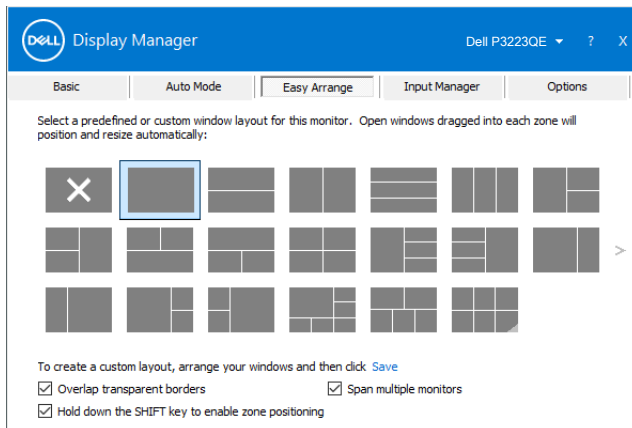 DELL Display Manager Dell P3223QE ? X
Basic Auto Mode Easy Arrange Input Manager Options
Select a predefined or custom window layout for this monitor. Open windows dragged into each zone will
position and resize automatically:
>
To create a custom layout, arrange your windows and then click Save
Overlap transparent borders Span multiple monitors
Hold down the SHIFT key to enable zone positioning